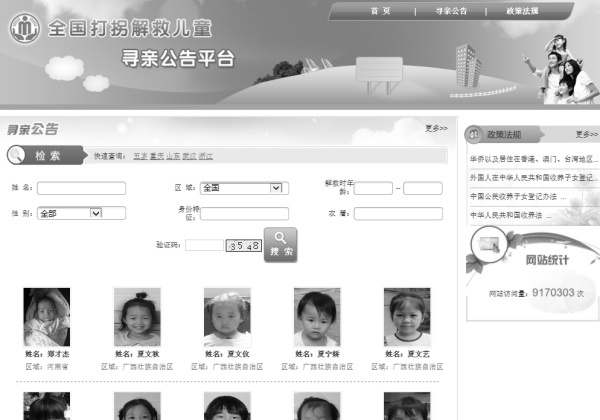 首 页 | 寻亲公告 | 政策法规
全国打拐解救儿童
寻亲公告平台
寻亲公告
更多>>
检 索
快速查询： 五岁 重庆 山东 武汉 浙江
姓 名：
区 域： 全国
解救时年龄： --
性 别： 全部
身份特征：
衣 着：
验证码： 3548
搜 索
姓名：郑才杰
区域：河南省
姓名：夏文秋
区域：广西壮族自治区
姓名：夏文仪
区域：广西壮族自治区
姓名：夏宁娇
区域：广西壮族自治区
姓名：夏文艺
区域：广西壮族自治区
政策法规
更多>>
华侨以及居住在香港、澳门、台湾地区...
外国人在中华人民共和国收养子女登记...
中国公民收养子女登记办法 ...
中华人民共和国收养法 ...
网站统计
网站访问量：9170303 次